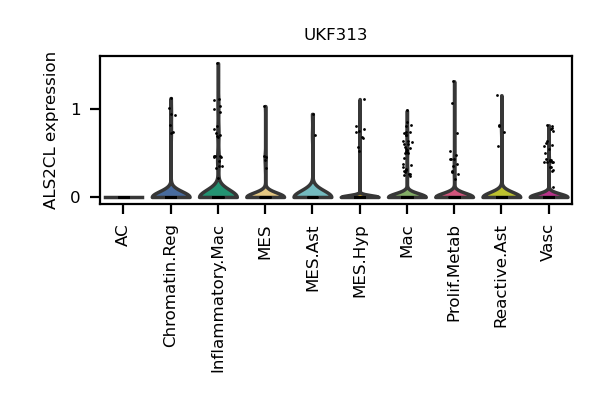 UKF313
ALS2CL expression
1
0
AC
Chromatin.Reg
Inflammatory.Mac
MES
MES.Ast
MES.Hyp
Mac
Prolif.Metab
Reactive.Ast
Vasc